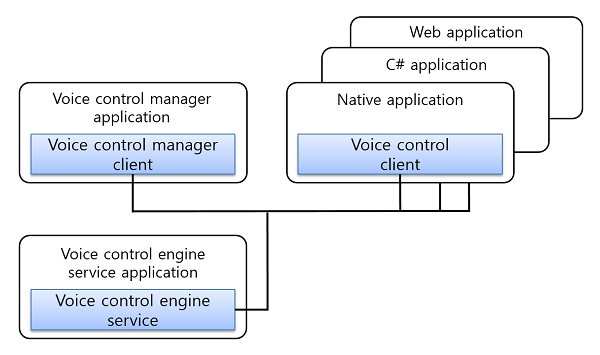 Web application
C# application
Native application
Voice control
client
Voice control manager
application
Voice control manager
client
Voice control engine
service application
Voice control engine
service